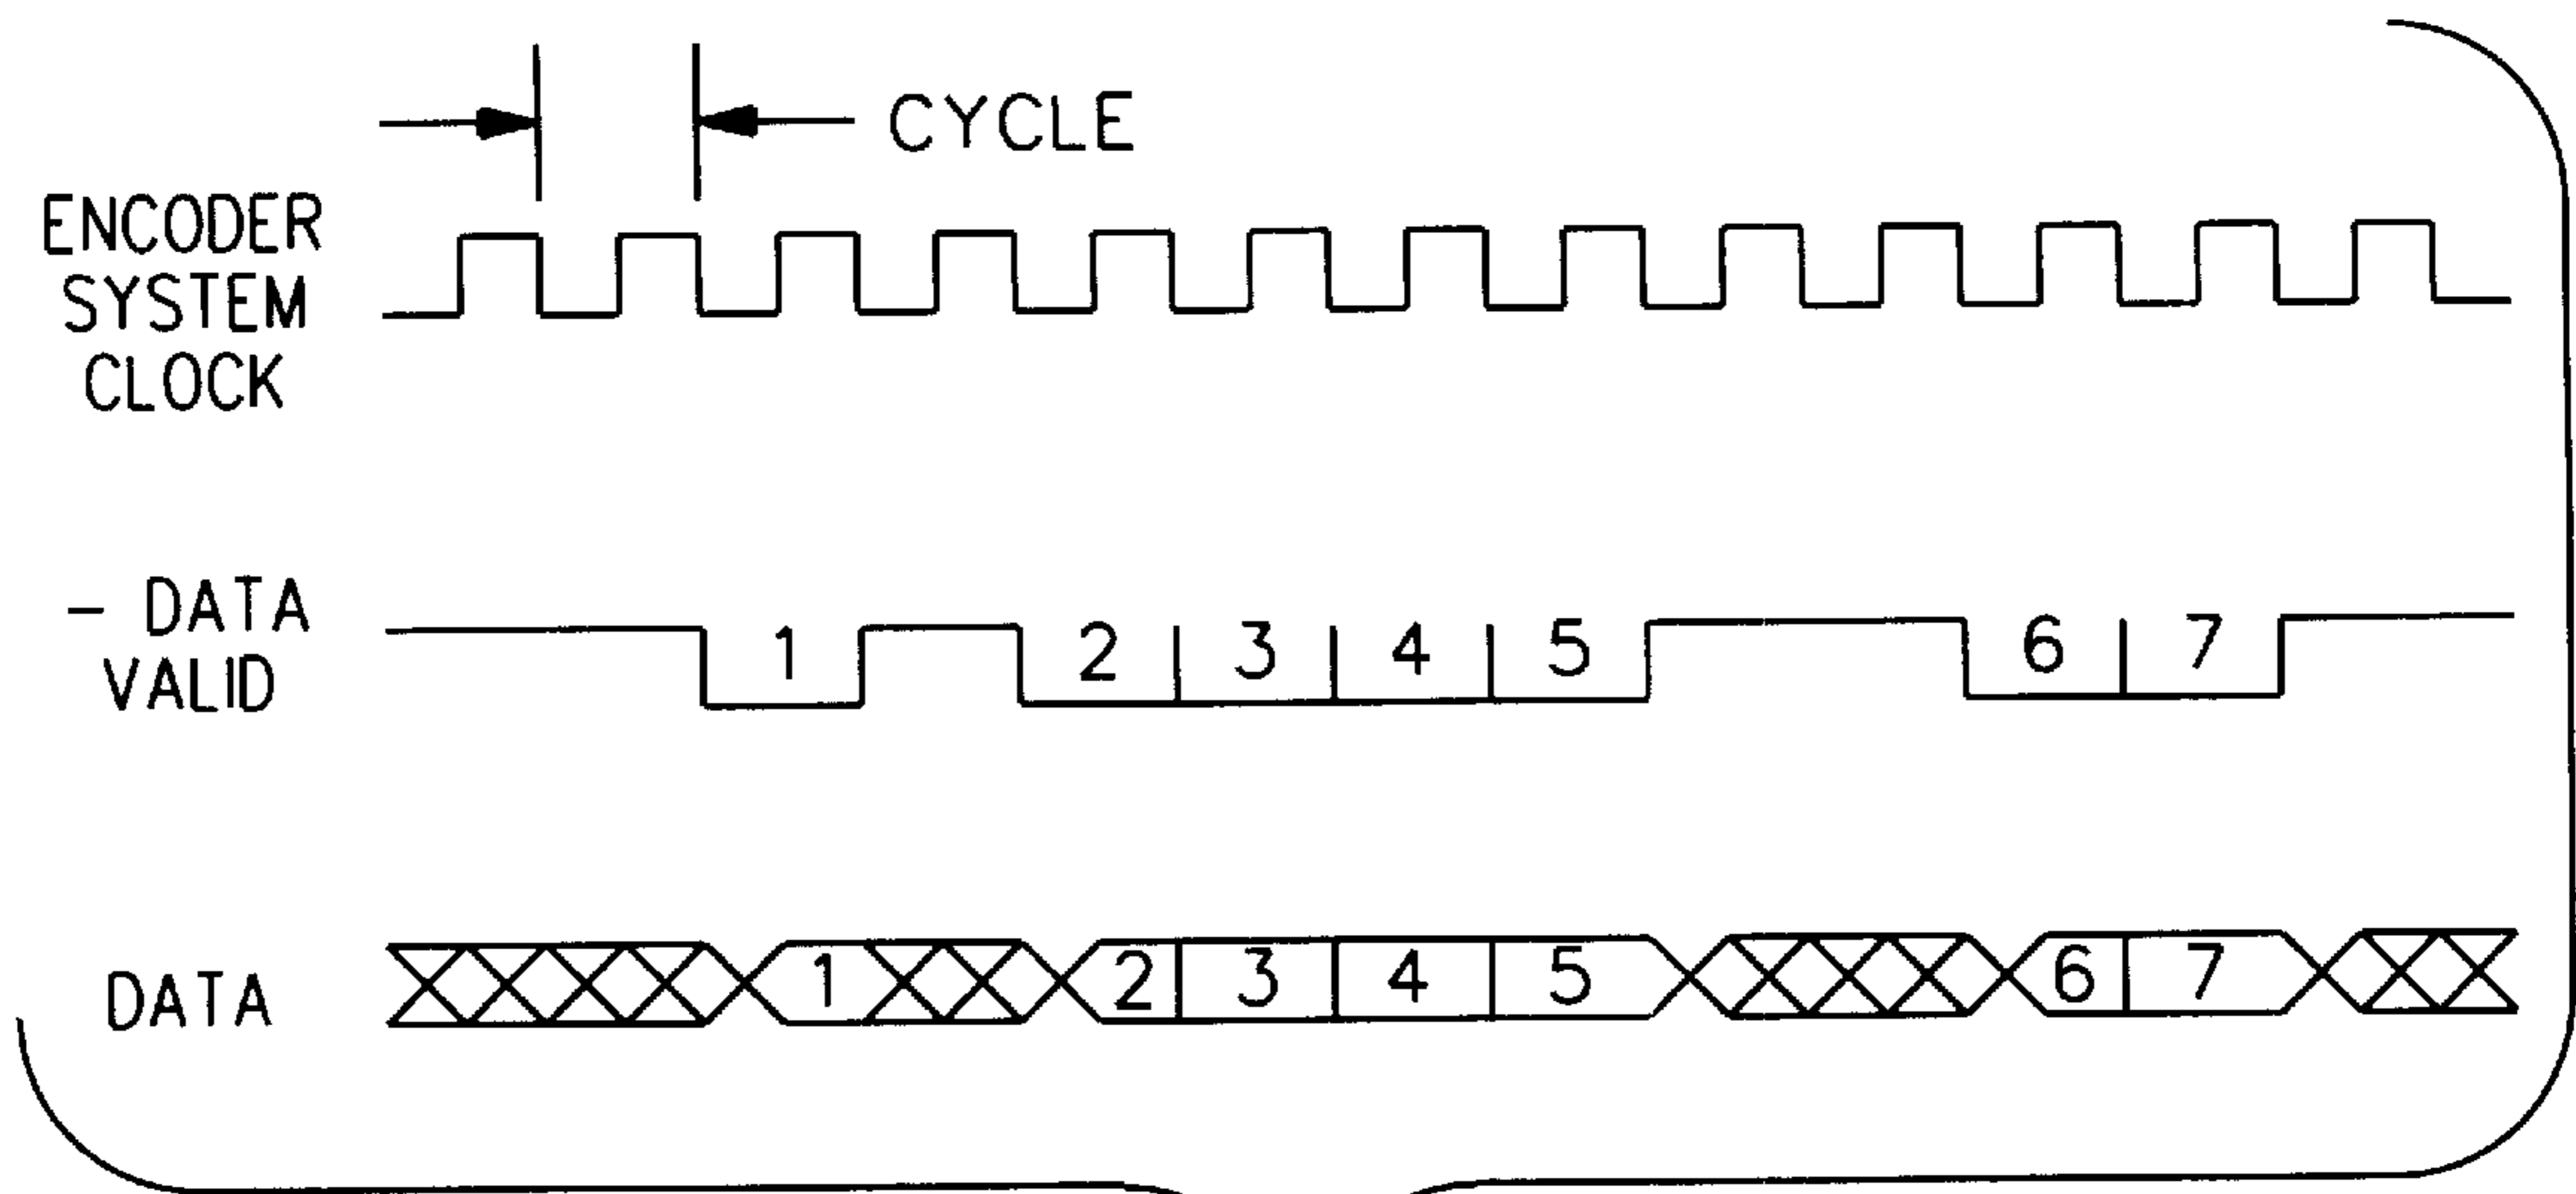 CYCLE
ENCODER
SYSTEM
CLOCK
- DATA
VALID
1 2 3 4 5 6 7
DATA
1 2 3 4 5 6 7